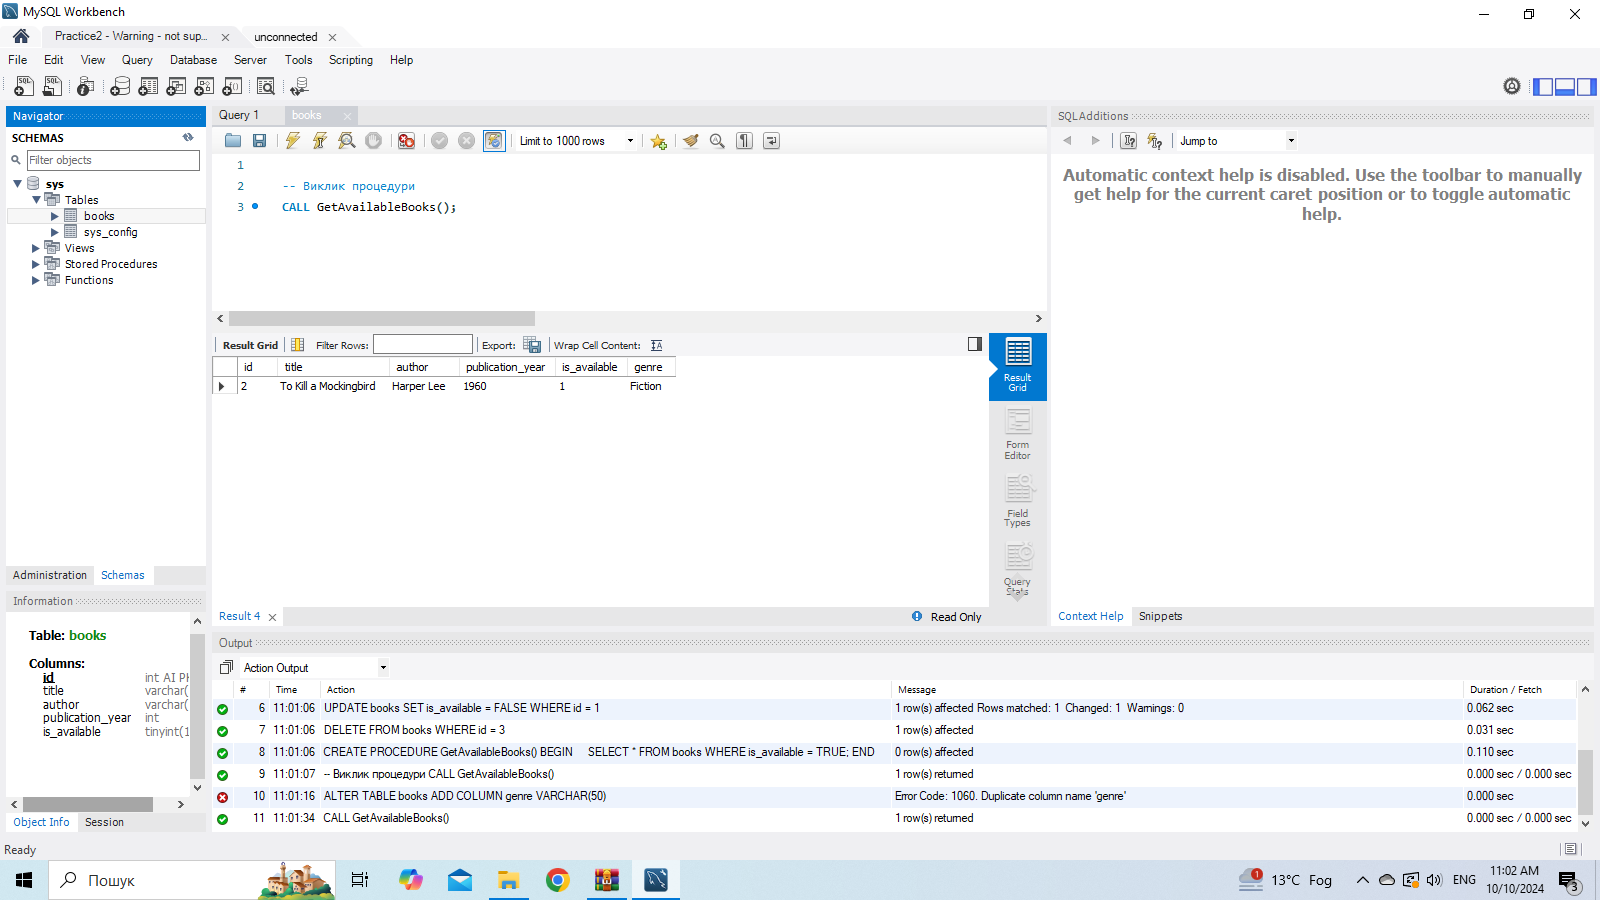 MySQL Workbench
Practice2 - Warning - not sup...
unconnected
File Edit View Query Database Server Tools Scripting Help
Navigator
SCHEMAS
Filter objects
sys
Tables
books
sys_config
Views
Stored Procedures
Functions
Administration Schemas
Information
Table: books
Columns:
id int AI PR
title varchar(
author varchar(
publication_year int
is_available tinyint(1
Object Info Session
Query 1 books
Limit to 1000 rows
1
2 -- Виклик процедури
3 CALL GetAvailableBooks();
Result Grid Filter Rows: Export: Wrap Cell Content:
id title author publication_year is_available genre
2 To Kill a Mockingbird Harper Lee 1960 1 Fiction
Result Grid
Form Editor
Field Types
Query Stats
Result 4
Read Only
SQLAdditions
Jump to
Automatic context help is disabled. Use the toolbar to manually
get help for the current caret position or to toggle automatic
help.
Context Help Snippets
Output
Action Output
# Time Action Message Duration / Fetch
6 11:01:06 UPDATE books SET is_available = FALSE WHERE id = 1 1 row(s) affected Rows matched: 1 Changed: 1 Warnings: 0 0.062 sec
7 11:01:06 DELETE FROM books WHERE id = 3 1 row(s) affected 0.031 sec
8 11:01:06 CREATE PROCEDURE GetAvailableBooks() BEGIN SELECT * FROM books WHERE is_available = TRUE; END 0 row(s) affected 0.110 sec
9 11:01:07 -- Виклик процедури CALL GetAvailableBooks() 1 row(s) returned 0.000 sec / 0.000 sec
10 11:01:16 ALTER TABLE books ADD COLUMN genre VARCHAR(50) Error Code: 1060. Duplicate column name 'genre' 0.000 sec
11 11:01:34 CALL GetAvailableBooks() 1 row(s) returned 0.000 sec / 0.000 sec
Ready
Пошук
1
13°C Fog
ENG
11:02 AM
10/10/2024
3